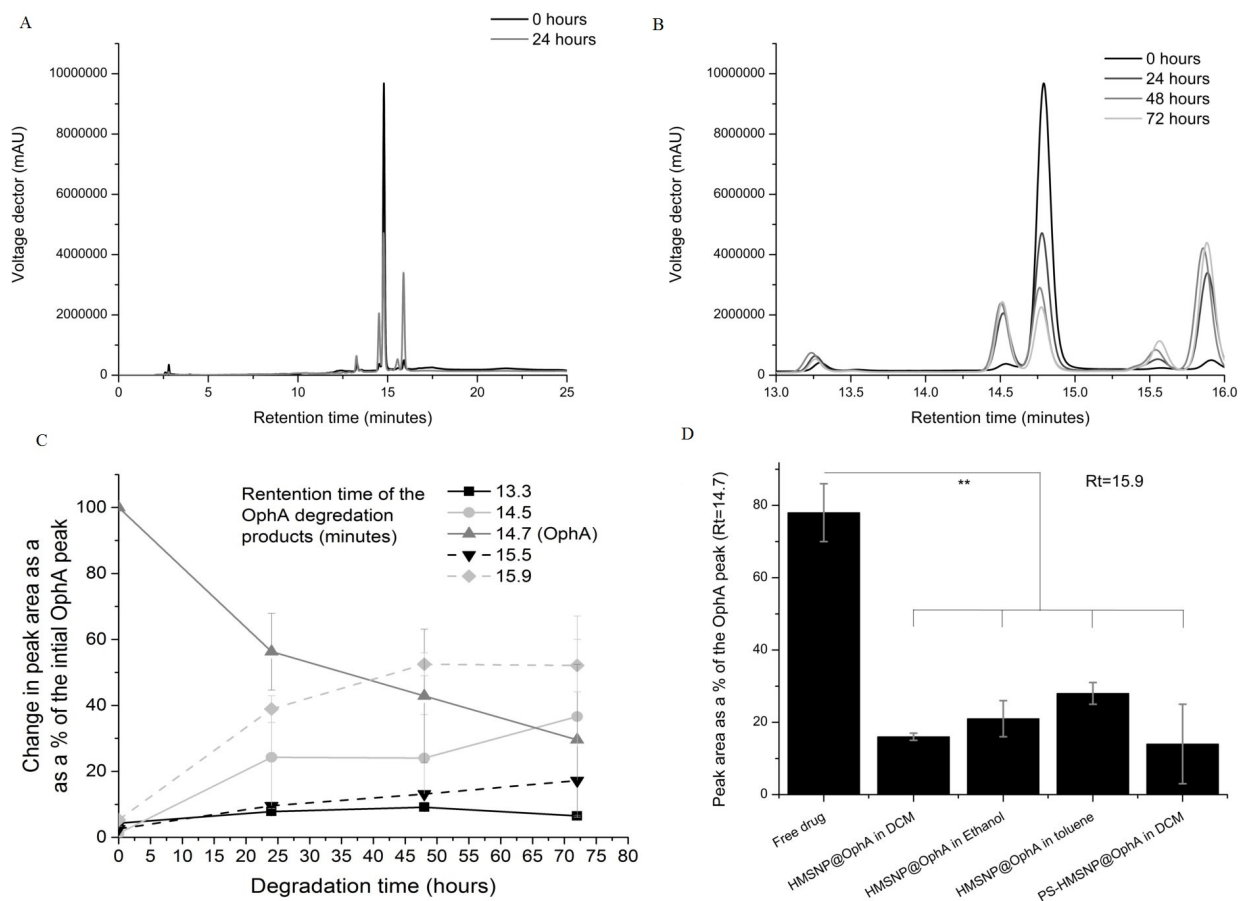 A
0 hours
24 hours
10000000
8000000
6000000
4000000
2000000
0
Voltage dector (mAU)
0 5 10 15 20 25
Retention time (minutes)
B
0 hours
24 hours
48 hours
72 hours
10000000
8000000
6000000
4000000
2000000
0
Voltage dector (mAU)
13.0 13.5 14.0 14.5 15.0 15.5 16.0
Retention time (minutes)
C
Rentention time of the
OphA degredation
products (minutes)
13.3
14.5
14.7 (OphA)
15.5
15.9
100
80
60
40
20
0
Change in peak area as a
as a % of the intial OphA peak
0 5 10 15 20 25 30 35 40 45 50 55 60 65 70 75 80
Degradation time (hours)
D
**
Rt=15.9
80
60
40
20
0
Peak area as a % of the OphA peak (Rt=14.7)
Free drug
HMSNP@OphA in DCM
HMSNP@OphA in Ethanol
HMSNP@OphA in toluene
PS-HMSNP@OphA in DCM